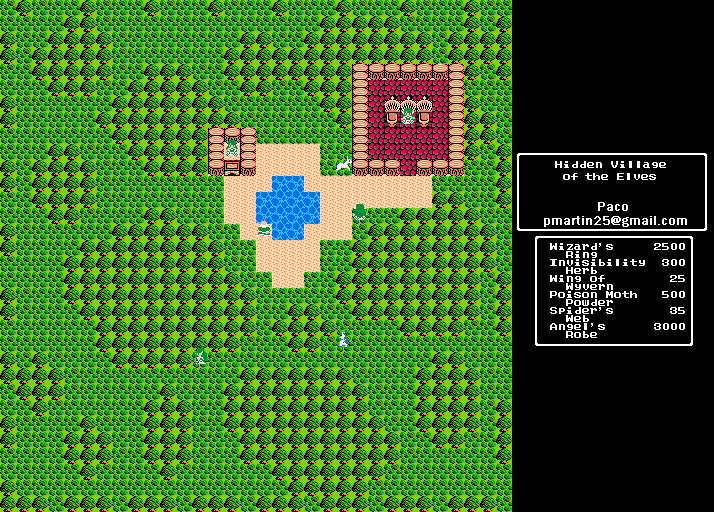 Hidden Village
of the Elves
Paco
pmartin25@gmail.com
Wizard's 2500
Ring
Invisibility 300
Herb
Wing of 25
Wyvern
Poison Moth 500
Powder
Spider's 35
Web
Angel's 3000
Robe